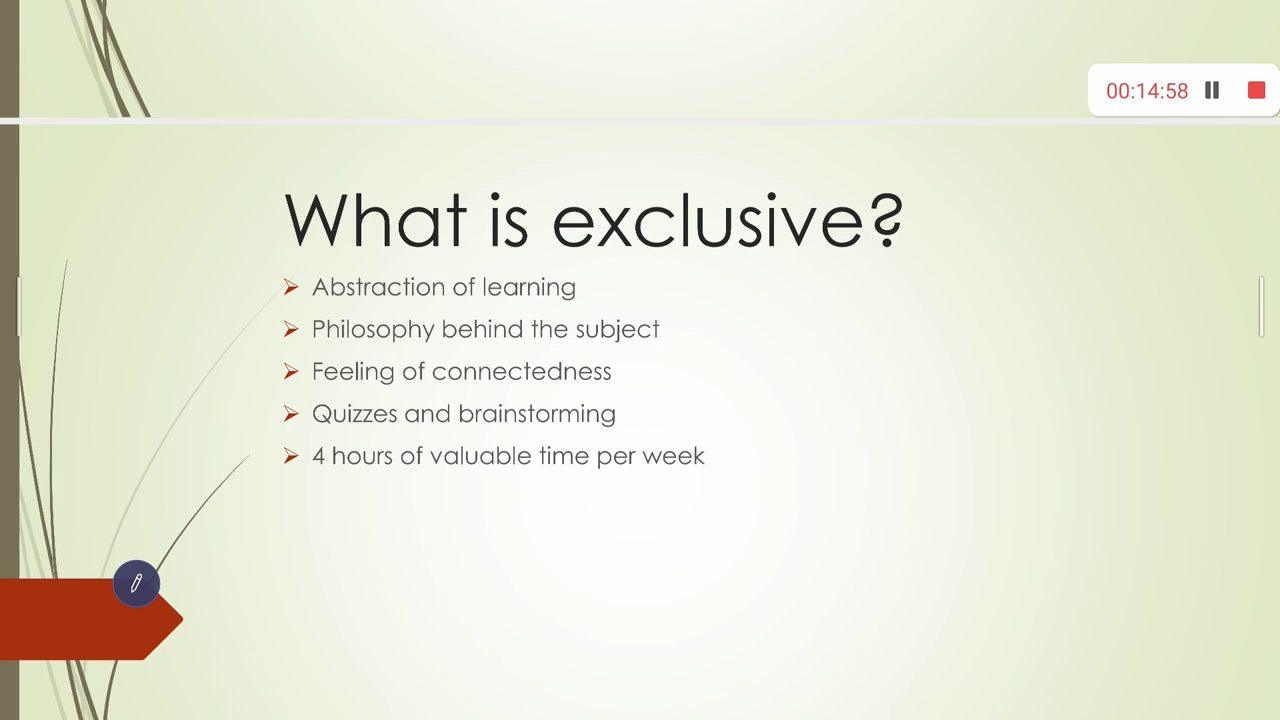 00:14:58
What is exclusive?
Abstraction of learning
Philosophy behind the subject
Feeling of connectedness
Quizzes and brainstorming
4 hours of valuable time per week